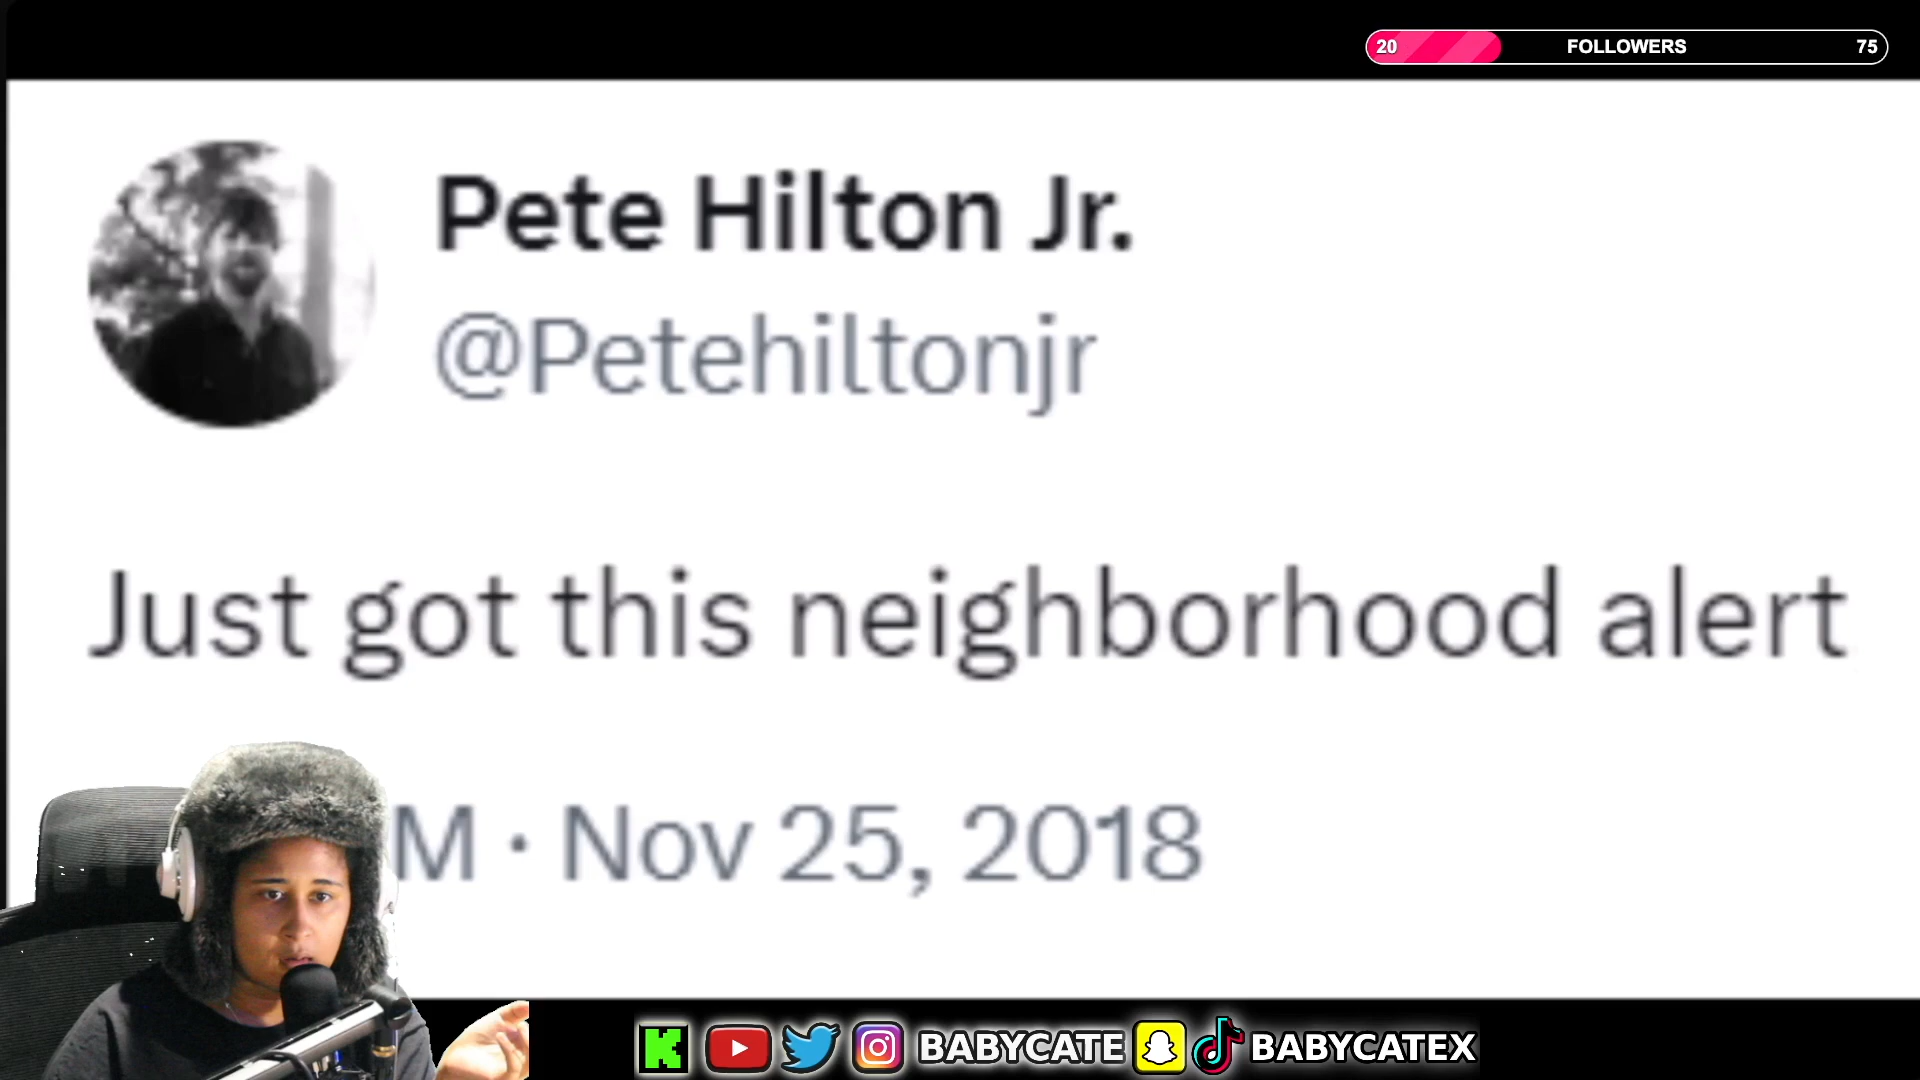 20 FOLLOWERS 75
Pete Hilton Jr.
@Petehiltonjr
Just got this neighborhood alert
M · Nov 25, 2018
BABYCATE BABYCATEX